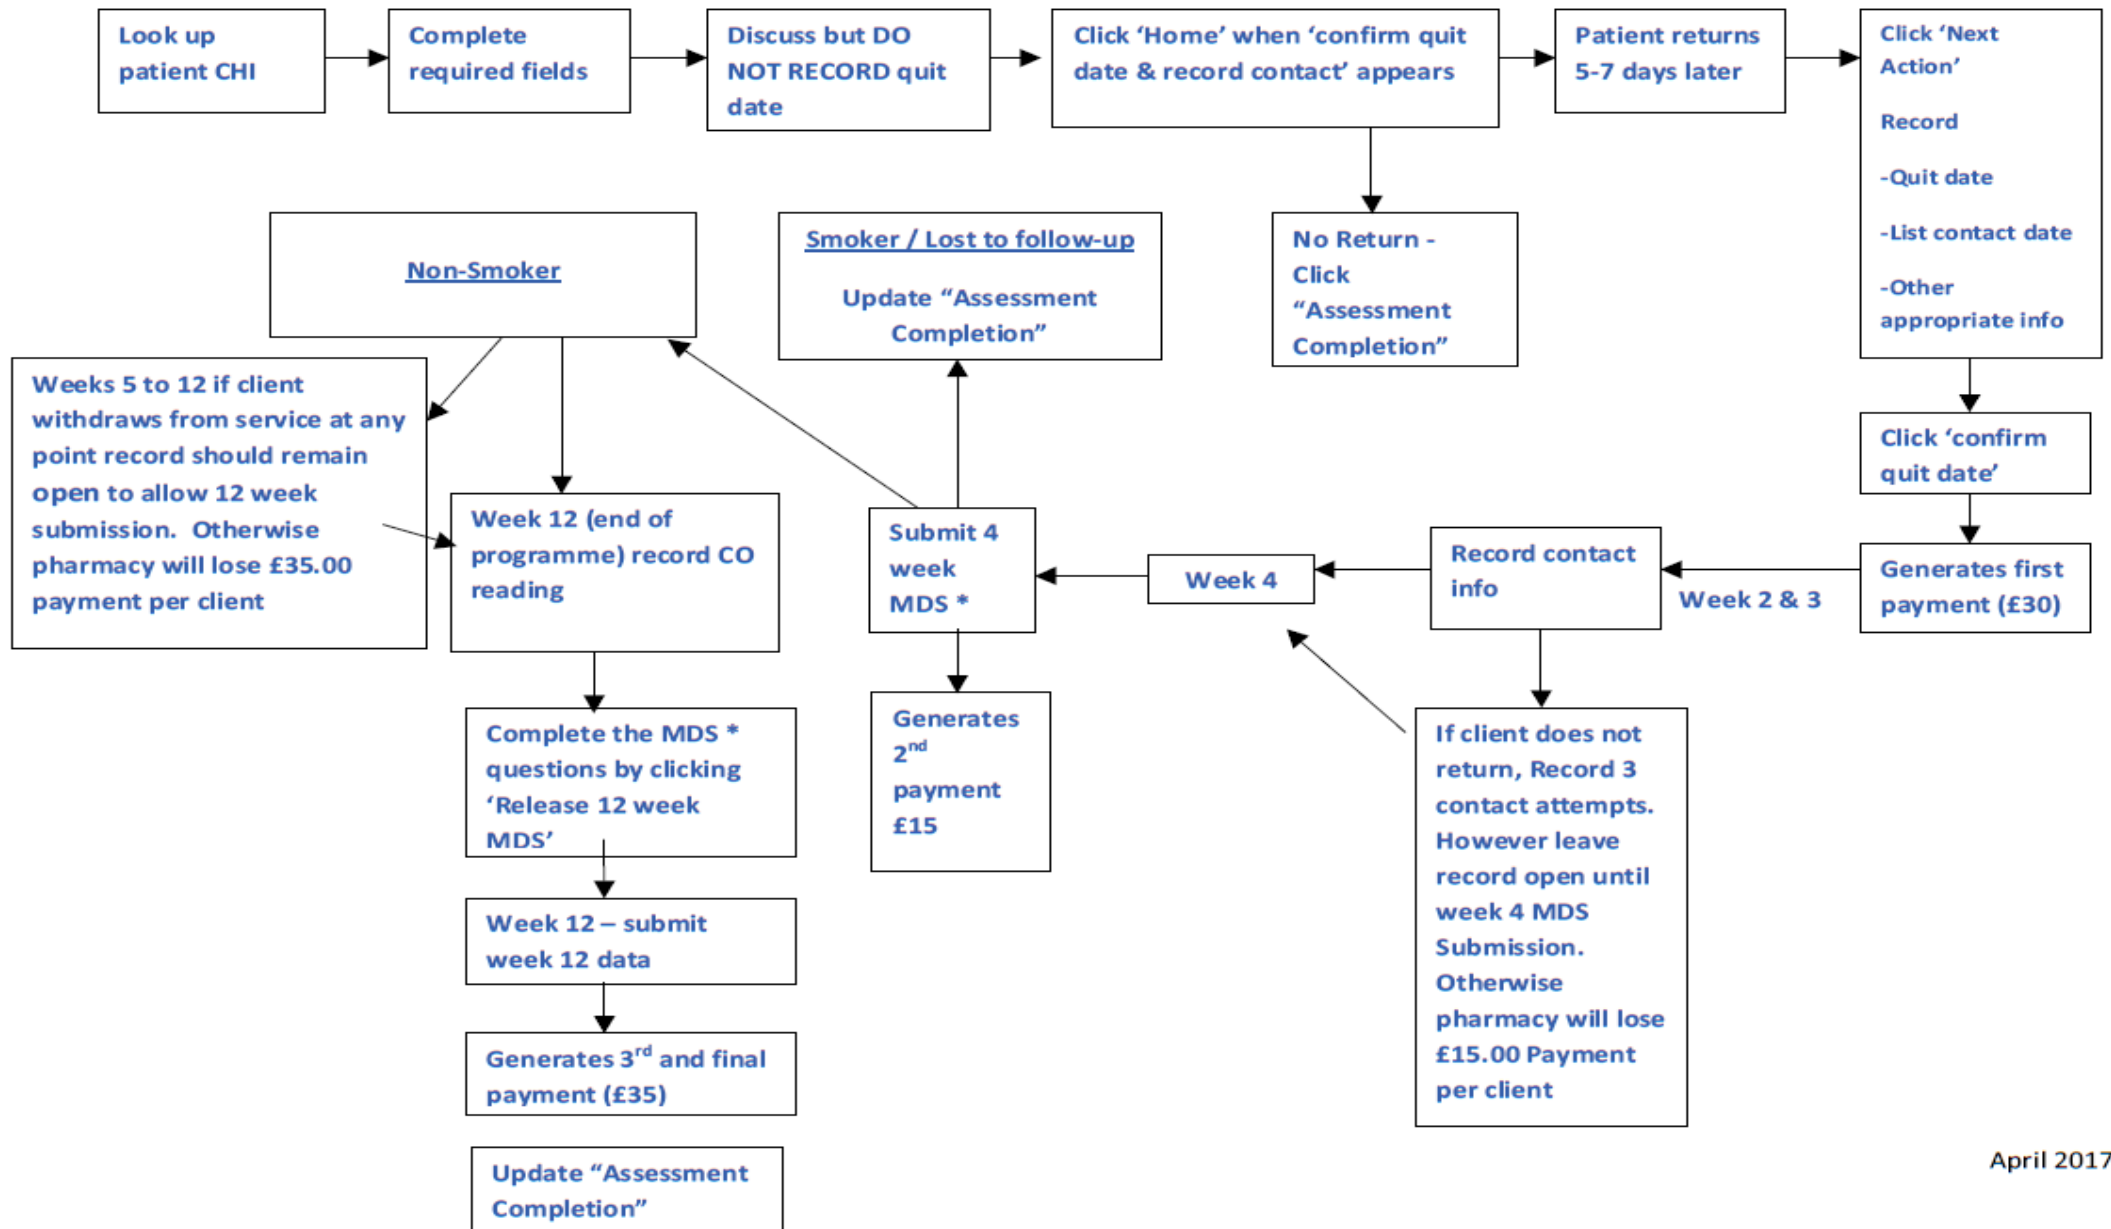 Look up
patient CHI
Complete
required fields
Discuss but DO
NOT RECORD quit
date
Click ‘Home’ when ‘confirm quit
date & record contact’ appears
Patient returns
5-7 days later
Click ‘Next
Action’
Record
-Quit date
-List contact date
-Other
appropriate info
Non-Smoker
Smoker / Lost to follow-up
Update “Assessment
Completion”
No Return -
Click
“Assessment
Completion”
Weeks 5 to 12 if client
withdraws from service at any
point record should remain
open to allow 12 week
submission.  Otherwise
pharmacy will lose £35.00
payment per client
Week 12 (end of
programme) record CO
reading
Submit 4
week
MDS *
Week 4
Record contact
info
Week 2 & 3
Click ‘confirm
quit date’
Generates first
payment (£30)
Complete the MDS *
questions by clicking
‘Release 12 week
MDS’
Generates
2nd
payment
£15
If client does not
return, Record 3
contact attempts.
However leave
record open until
week 4 MDS
Submission.
Otherwise
pharmacy will lose
£15.00 Payment
per client
Week 12 – submit
week 12 data
Generates 3rd and final
payment (£35)
Update “Assessment
Completion”
April 2017